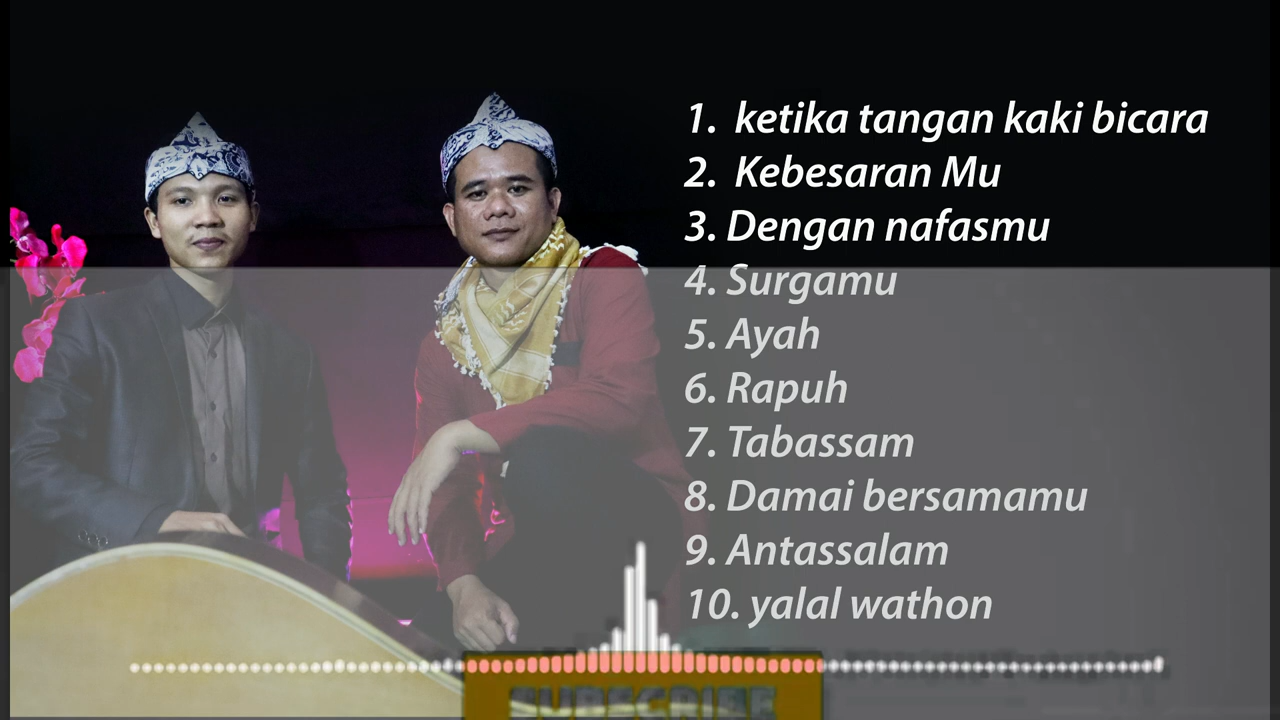 1. ketika tangan kaki bicara
2. Kebesaran Mu
3. Dengan nafasmu
4. Surgamu
5. Ayah
6. Rapuh
7. Tabassam
8. Damai bersamamu
9. Antassalam
10. yalal wathon
SUBSCRIBE